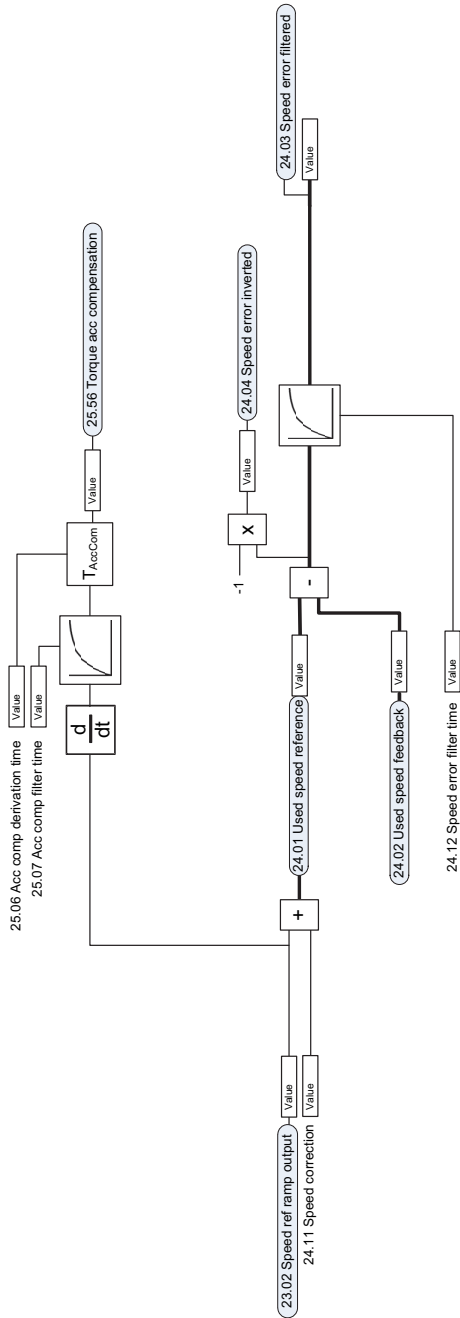 25.06 Acc comp derivation time
Value
25.07 Acc comp filter time
Value
d
dt
TAccCom
Value
25.56 Torque acc compensation
-1
X
Value
24.04 Speed error inverted
23.02 Speed ref ramp output
Value
24.11 Speed correction
Value
+
24.01 Used speed reference
Value
-
24.02 Used speed feedback
Value
24.12 Speed error filter time
Value
Value
24.03 Speed error filtered